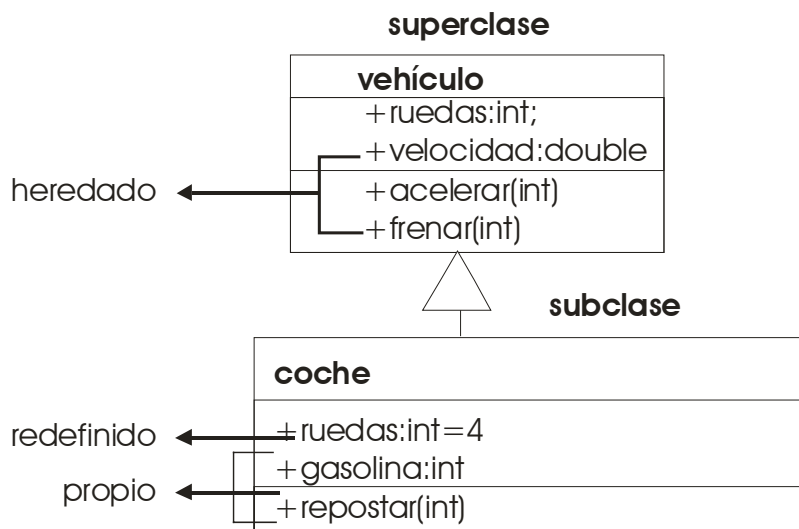 superclase
vehículo
+ruedas:int;
+velocidad:double
heredado
+acelerar(int)
+frenar(int)
subclase
coche
redefinido
+ruedas:int=4
+gasolina:int
propio
+repostar(int)